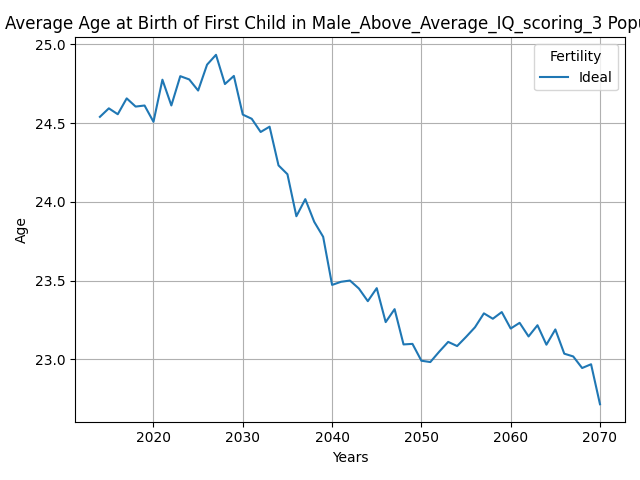 Average Age at Birth of First Child in Male_Above_Average_IQ_scoring_3 Popu
Fertility
Ideal
25.0
24.5
24.0
23.5
23.0
Age
2020 2030 2040 2050 2060 2070
Years